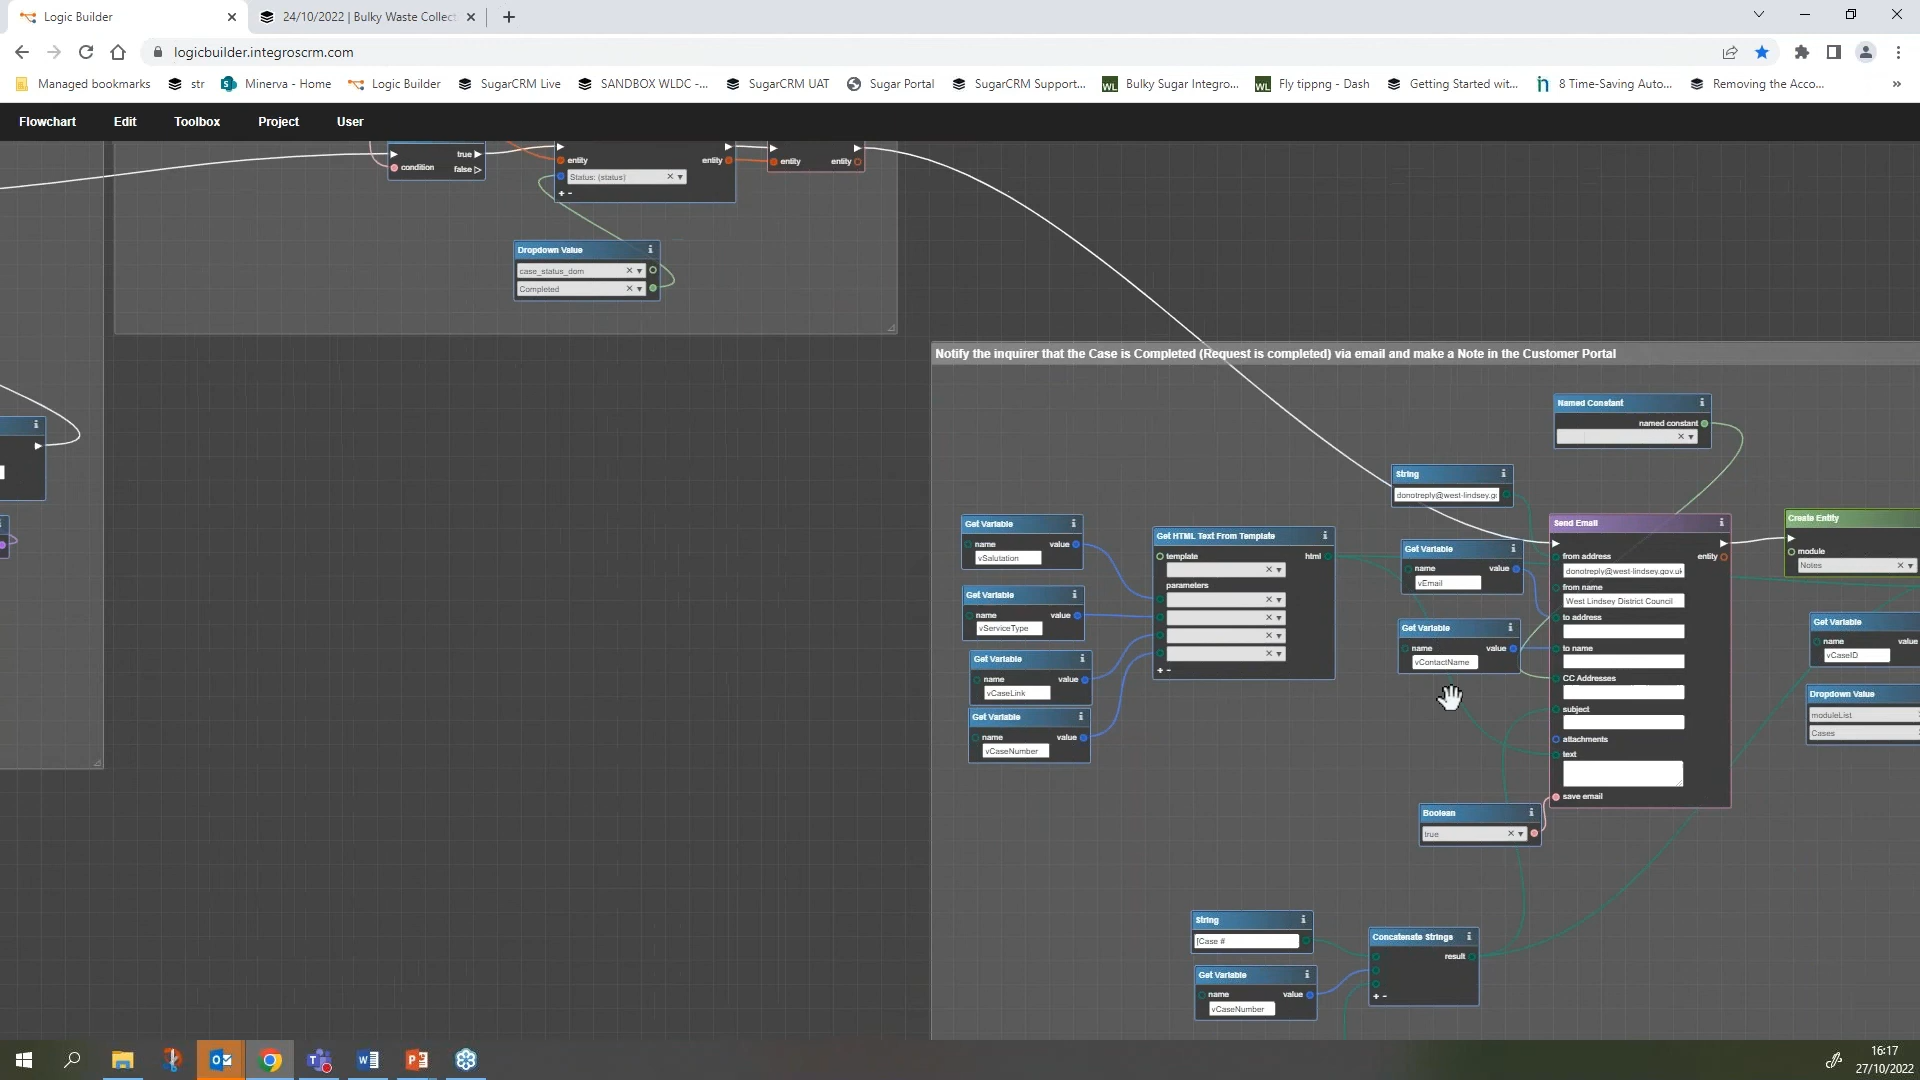 Logic Builder
24/10/2022 | Bulky Waste Collect
logicbuilder.integroscrm.com
Managed bookmarks
str
Minerva - Home
Logic Builder
SugarCRM Live
SANDBOX WLDC -...
SugarCRM UAT
Sugar Portal
SugarCRM Support...
Bulky Sugar Integro...
Fly tippng - Dash
Getting Started wit...
8 Time-Saving Auto...
Removing the Acco...
Flowchart
Edit
Toolbox
Project
User
true
condition
false
entity
entity
Status: (status)
entity
entity
Dropdown Value
case_status_dom
Completed
Notify the inquirer that the Case is Completed (Request is completed) via email and make a Note in the Customer Portal
Named Constant
named constant
String
donotreply@west-lindsey.g
Get Variable
name
value
vSalutation
Get Variable
name
value
vServiceType
Get Variable
name
value
vCaseLink
Get Variable
name
value
vCaseNumber
Get HTML Text From Template
template
html
parameters
Get Variable
name
value
vEmail
Get Variable
name
value
vContactName
Send Email
from address
entity
donotreply@west-lindsey.gov.uk
from name
West Lindsey District Council
to address
to name
CC Addresses
subject
attachments
text
save email
Create Entity
module
Notes
Get Variable
name
value
vCaseID
Dropdown Value
moduleList
Cases
Boolean
true
String
[Case #
Get Variable
name
value
vCaseNumber
Concatenate Strings
result
16:17
27/10/2022